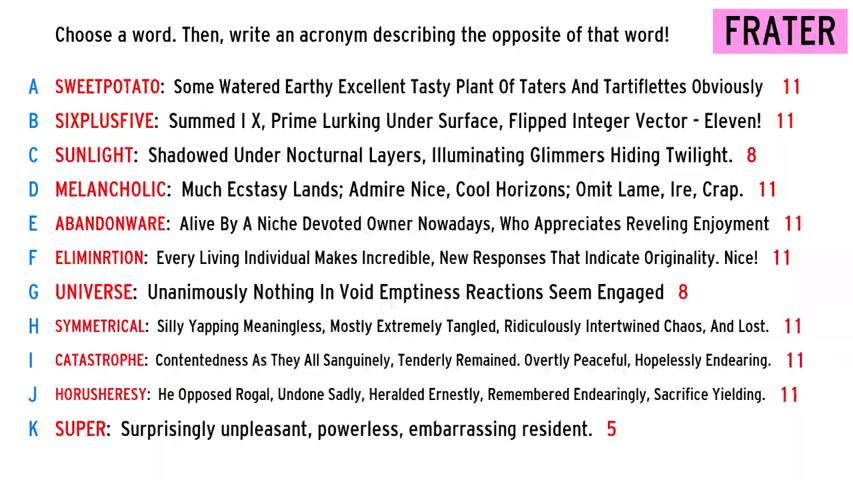 Choose a word. Then, write an acronym describing the opposite of that word!
FRATER
A SWEETPOTATO: Some Watered Earthy Excellent Tasty Plant Of Taters And Tartiflettes Obviously 11
B SIXPLUSFIVE: Summed I X, Prime Lurking Under Surface, Flipped Integer Vector - Eleven! 11
C SUNLIGHT: Shadowed Under Nocturnal Layers, Illuminating Glimmers Hiding Twilight. 8
D MELANCHOLIC: Much Ecstasy Lands; Admire Nice, Cool Horizons; Omit Lame, Ire, Crap. 11
E ABANDONWARE: Alive By A Niche Devoted Owner Nowadays, Who Appreciates Reveling Enjoyment 11
F ELIMINRTION: Every Living Individual Makes Incredible, New Responses That Indicate Originality. Nice! 11
G UNIVERSE: Unanimously Nothing In Void Emptiness Reactions Seem Engaged 8
H SYMMETRICAL: Silly Yapping Meaningless, Mostly Extremely Tangled, Ridiculously Intertwined Chaos, And Lost. 11
I CATASTROPHE: Contentedness As They All Sanguinely, Tenderly Remained. Overtly Peaceful, Hopelessly Endearing. 11
J HORUSHERESY: He Opposed Rogal, Undone Sadly, Heralded Ernestly, Remembered Endearingly, Sacrifice Yielding. 11
K SUPER: Surprisingly unpleasant, powerless, embarrassing resident. 5